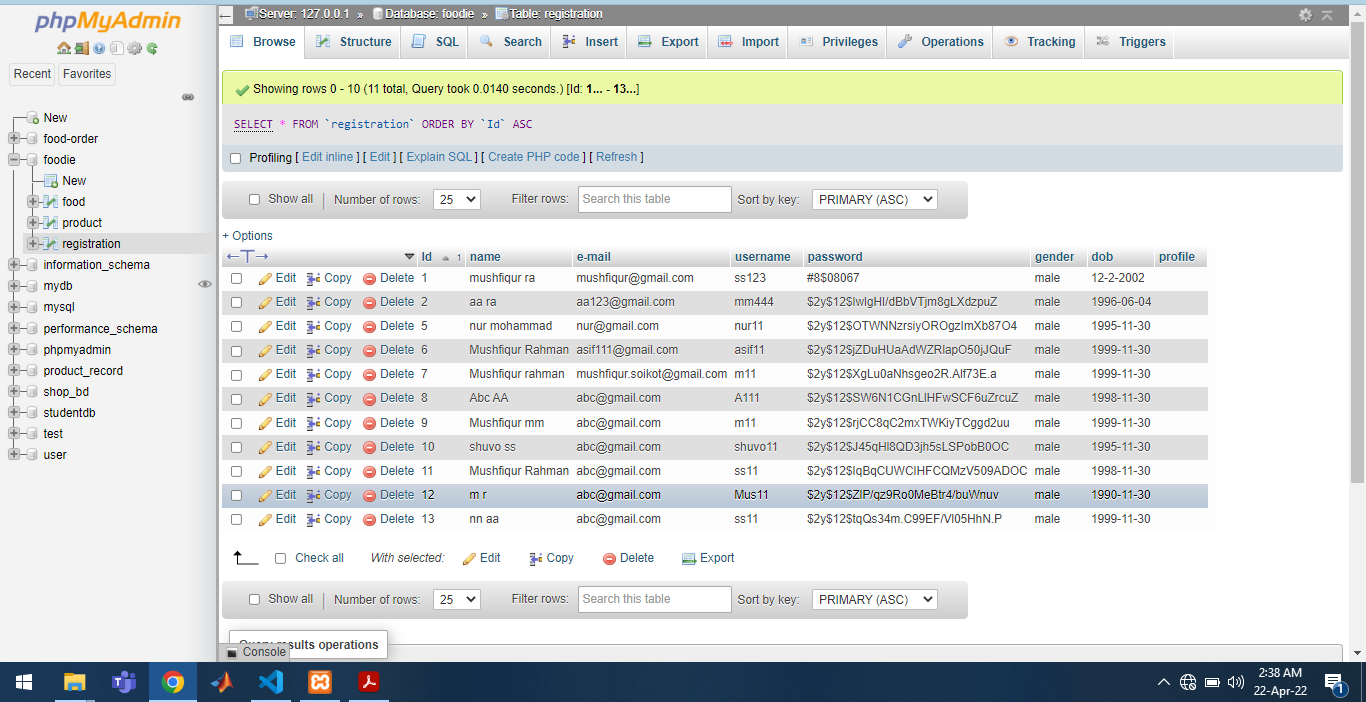 phpMyAdmin
Recent Favorites
New
food-order
foodie
New
food
product
registration
information_schema
mydb
mysql
performance_schema
phpmyadmin
product_record
shop_bd
studentdb
test
user
Server: 127.0.0.1 » Database: foodie » Table: registration
Browse Structure SQL Search Insert Export Import Privileges Operations Tracking Triggers
Showing rows 0 - 10 (11 total, Query took 0.0140 seconds.) [Id: 1... - 13...]
SELECT * FROM `registration` ORDER BY `Id` ASC
Profiling [ Edit inline ] [ Edit ] [ Explain SQL ] [ Create PHP code ] [ Refresh ]
Show all Number of rows: 25 Filter rows: Search this table Sort by key: PRIMARY (ASC)
+ Options
←T→ Id 1 name e-mail username password gender dob profile
Edit Copy Delete 1 mushfiqur ra mushfiqur@gmail.com ss123 #8$08067 male 12-2-2002
Edit Copy Delete 2 aa ra aa123@gmail.com mm444 $2y$12$lwIgHI/dBbVTjm8gLXdzpuZ male 1996-06-04
Edit Copy Delete 5 nur mohammad nur@gmail.com nur11 $2y$12$OTWNNzrsiyOROgzImXb87O4 male 1995-11-30
Edit Copy Delete 6 Mushfiqur Rahman asif111@gmail.com asif11 $2y$12$jZDuHUaAdWZRlapO50jJQuF male 1999-11-30
Edit Copy Delete 7 Mushfiqur rahman mushfiqur.soikot@gmail.com m11 $2y$12$XgLu0aNhsgeo2R.Alf73E.a male 1999-11-30
Edit Copy Delete 8 Abc AA abc@gmail.com A111 $2y$12$SW6N1CGnLlHFwSCF6uZrcuZ male 1998-11-30
Edit Copy Delete 9 Mushfiqur mm abc@gmail.com m11 $2y$12$rjCC8qC2mxTWKiyTCggd2uu male 1999-11-30
Edit Copy Delete 10 shuvo ss abc@gmail.com shuvo11 $2y$12$J45qHl8QD3jh5sLSPobB0OC male 1995-11-30
Edit Copy Delete 11 Mushfiqur Rahman abc@gmail.com ss11 $2y$12$lqBqCUWClHFCQMzV509ADOC male 1998-11-30
Edit Copy Delete 12 m r abc@gmail.com Mus11 $2y$12$ZlP/qz9Ro0MeBtr4/buWnuv male 1990-11-30
Edit Copy Delete 13 nn aa abc@gmail.com ss11 $2y$12$tqQs34m.C99EF/Vl05HhN.P male 1999-11-30
Check all With selected: Edit Copy Delete Export
Show all Number of rows: 25 Filter rows: Search this table Sort by key: PRIMARY (ASC)
Query results operations
Console
2:38 AM
22-Apr-22
1